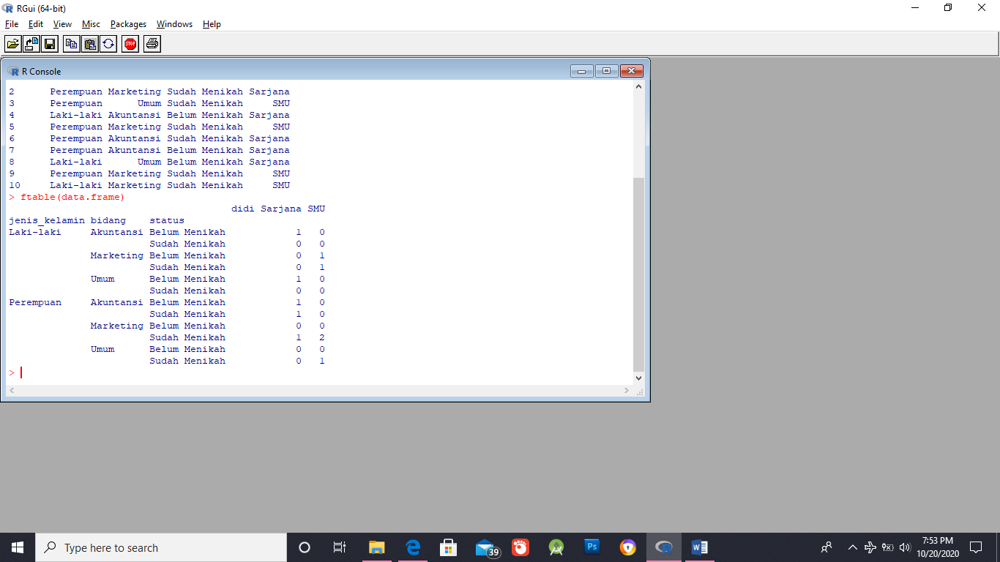 RGui (64-bit)
File Edit View Misc Packages Windows Help
STOP
R Console
2 Perempuan Marketing Sudah Menikah Sarjana
3 Perempuan Umum Sudah Menikah SMU
4 Laki-laki Akuntansi Belum Menikah Sarjana
5 Perempuan Marketing Sudah Menikah SMU
6 Perempuan Akuntansi Sudah Menikah Sarjana
7 Perempuan Akuntansi Belum Menikah Sarjana
8 Laki-laki Umum Belum Menikah Sarjana
9 Perempuan Marketing Sudah Menikah SMU
10 Laki-laki Marketing Sudah Menikah SMU
> ftable(data.frame)
didi Sarjana SMU
jenis_kelamin bidang status
Laki-laki Akuntansi Belum Menikah 1 0
Sudah Menikah 0 0
Marketing Belum Menikah 0 1
Sudah Menikah 0 1
Umum Belum Menikah 1 0
Sudah Menikah 0 0
Perempuan Akuntansi Belum Menikah 1 0
Sudah Menikah 1 0
Marketing Belum Menikah 0 0
Sudah Menikah 1 2
Umum Belum Menikah 0 0
Sudah Menikah 0 1
>
Type here to search
39
Ps
7:53 PM
10/20/2020